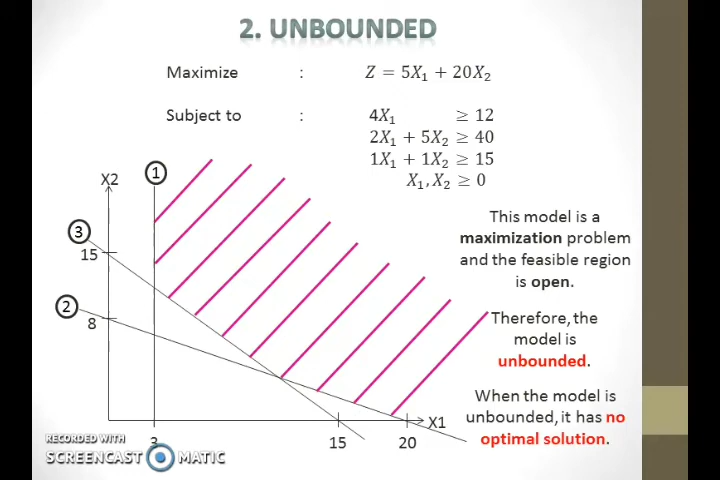 2. UNBOUNDED
Maximize : Z = 5X₁ + 20X₂
Subject to : 4X₁ ≥ 12
2X₁ + 5X₂ ≥ 40
1X₁ + 1X₂ ≥ 15
X₁, X₂ ≥ 0
X2
1
3
15
2
8
This model is a
maximization problem
and the feasible region
is open.
Therefore, the
model is
unbounded.
When the model is
unbounded, it has no
optimal solution.
X1
3
15
20
RECORDED WITH
SCREENCAST MATIC